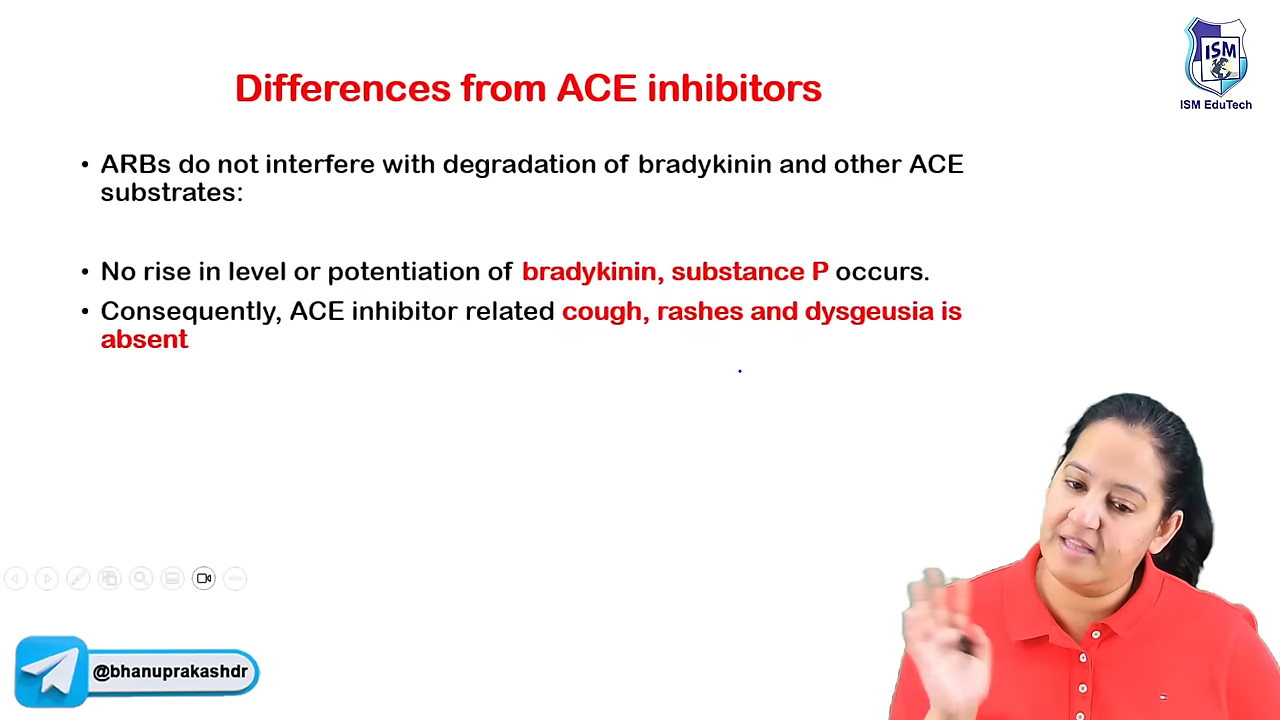 ISM
ISM EduTech
Differences from ACE inhibitors
• ARBs do not interfere with degradation of bradykinin and other ACE
substrates:
• No rise in level or potentiation of bradykinin, substance P occurs.
• Consequently, ACE inhibitor related cough, rashes and dysgeusia is
absent
@bhanuprakashdr